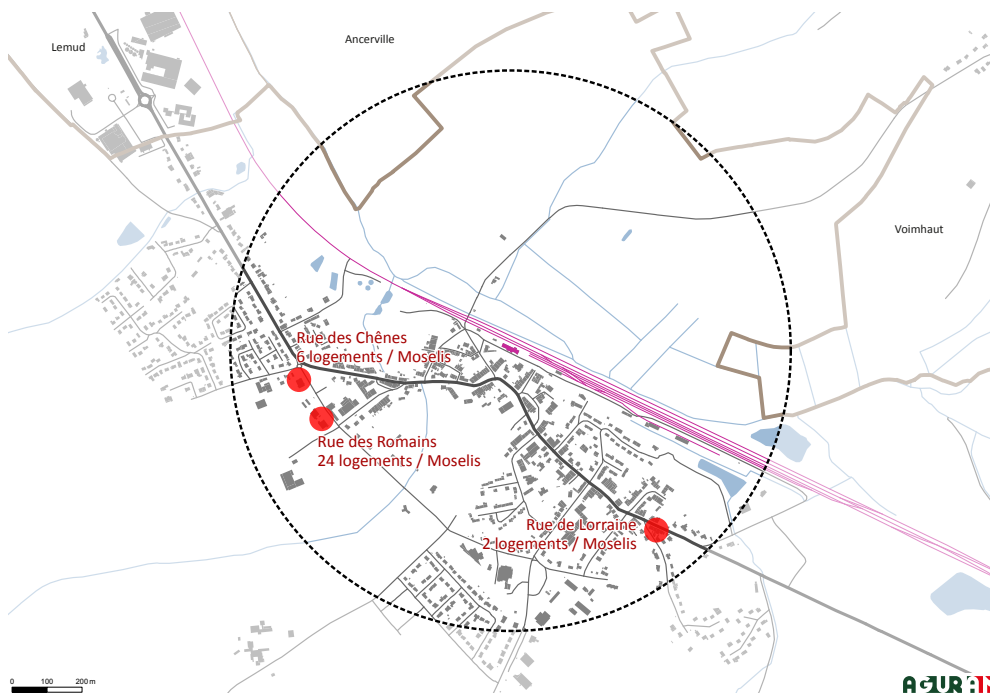 Lemud
Ancerville
Voimhaut
Rue des Chênes
6 logements / Moselis
Rue des Romains
24 logements / Moselis
Rue de Lorraine
2 logements / Moselis
0 100 200 m